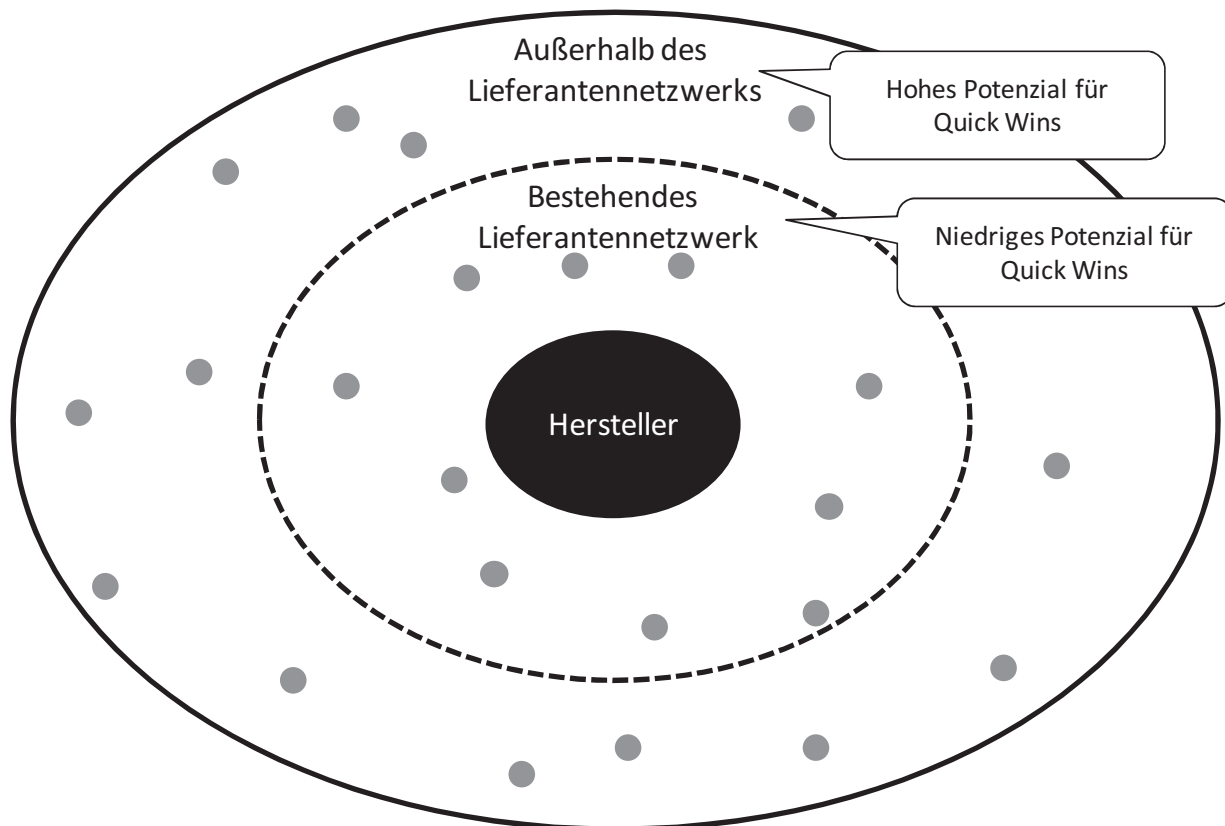 Außerhalb des
Lieferantennetzwerks
Hohes Potenzial für
Quick Wins
Bestehendes
Lieferantennetzwerk
Niedriges Potenzial für
Quick Wins
Hersteller